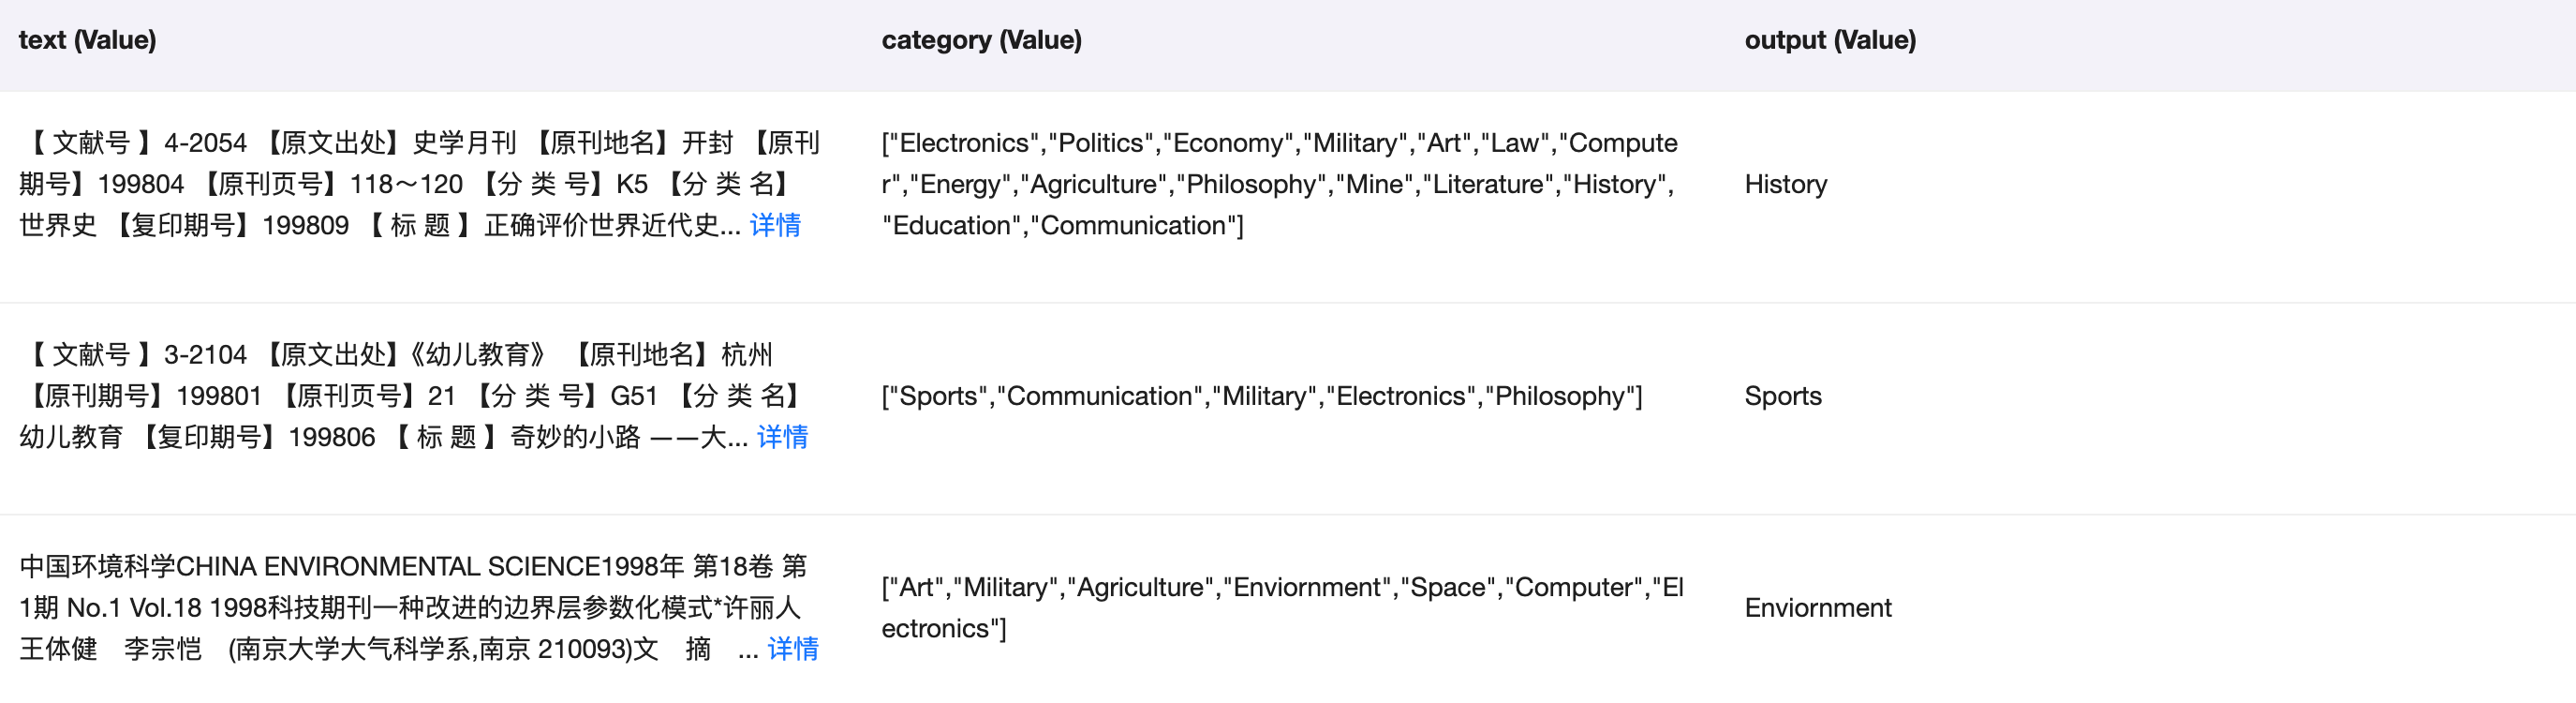 text (Value)
category (Value)
output (Value)
【 文献号 】4-2054 【原文出处】史学月刊 【原刊地名】开封 【原刊
期号】199804 【原刊页号】118～120 【分 类 号】K5 【分 类 名】
世界史 【复印期号】199809 【 标 题 】正确评价世界近代史... 详情
["Electronics","Politics","Economy","Military","Art","Law","Compute
r","Energy","Agriculture","Philosophy","Mine","Literature","History",
"Education","Communication"]
History
【 文献号 】3-2104 【原文出处】《幼儿教育》 【原刊地名】杭州
【原刊期号】199801 【原刊页号】21 【分 类 号】G51 【分 类 名】
幼儿教育 【复印期号】199806 【 标 题 】奇妙的小路 ——大... 详情
["Sports","Communication","Military","Electronics","Philosophy"]
Sports
中国环境科学CHINA ENVIRONMENTAL SCIENCE1998年 第18卷 第
1期 No.1 Vol.18 1998科技期刊一种改进的边界层参数化模式*许丽人
王体健　李宗恺　(南京大学大气科学系,南京 210093)文　摘　... 详情
["Art","Military","Agriculture","Enviornment","Space","Computer","El
ectronics"]
Enviornment